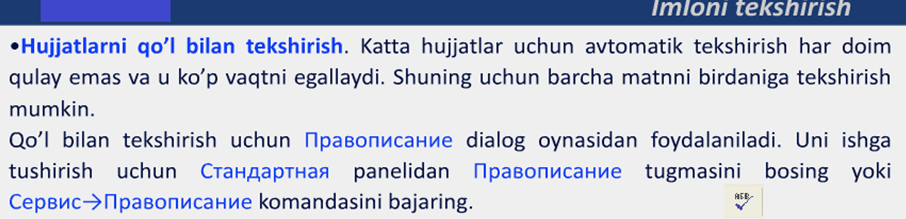 Imloni tekshirish
•Hujjatlarni qo’l bilan tekshirish. Katta hujjatlar uchun avtomatik tekshirish har doim
qulay emas va u ko’p vaqtni egallaydi. Shuning uchun barcha matnni birdaniga tekshirish
mumkin.
Qo’l bilan tekshirish uchun Правописание dialog oynasidan foydalaniladi. Uni ishga
tushirish uchun Стандартная panelidan Правописание tugmasini bosing yoki
Сервис→Правописание komandasini bajaring.